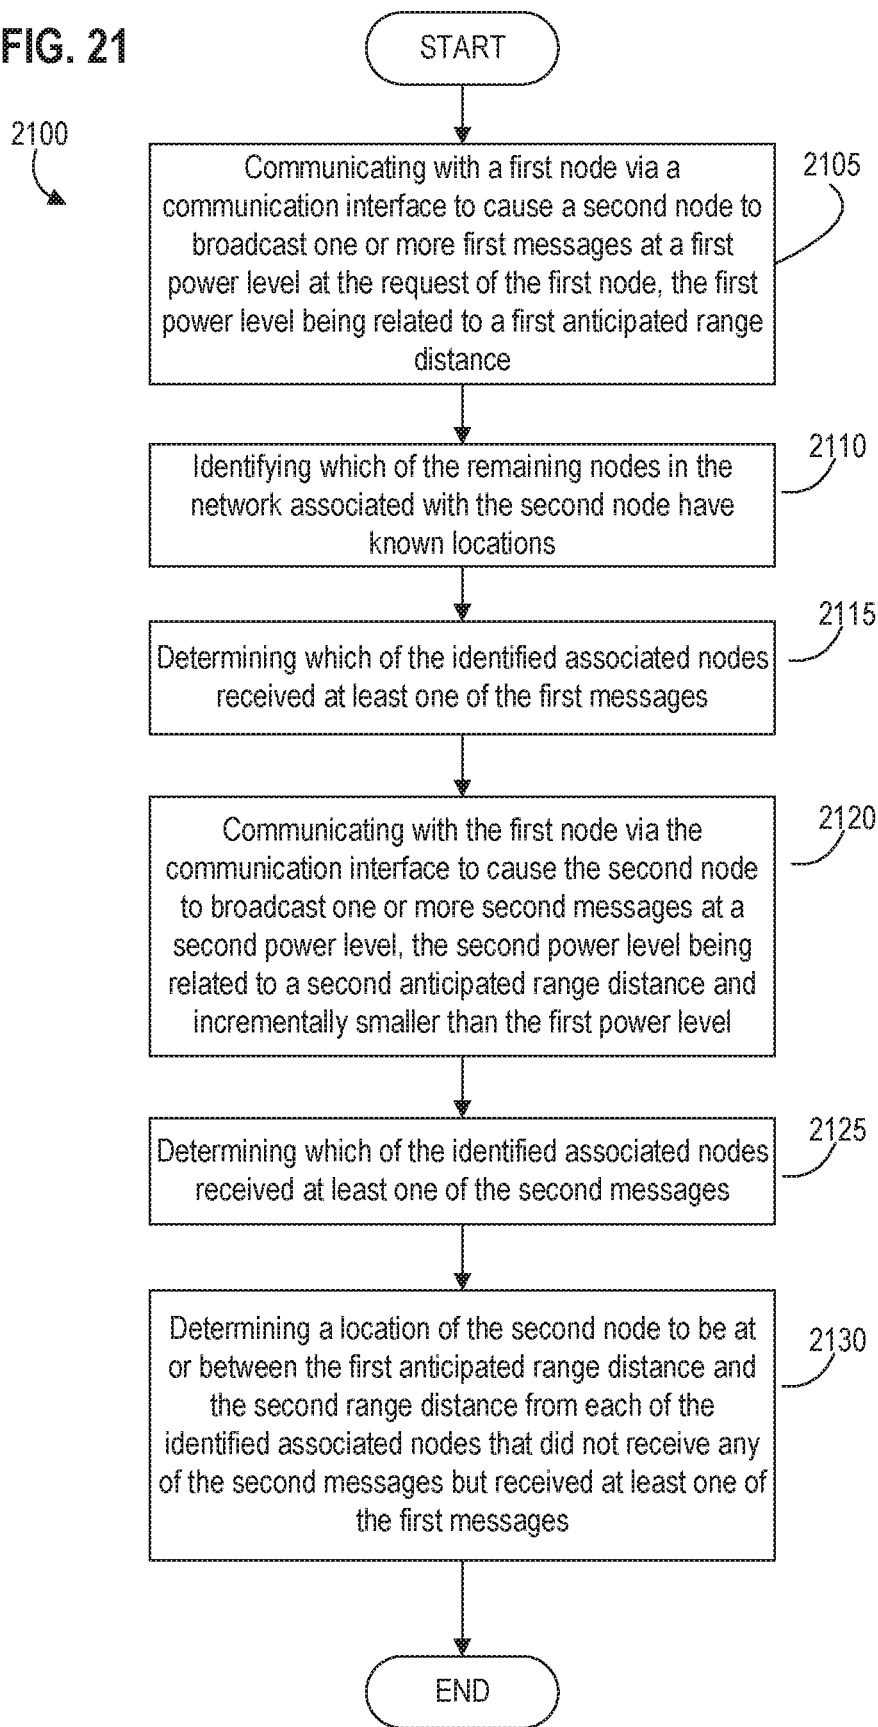 FIG. 21
START
2100
Communicating with a first node via a
communication interface to cause a second node to
broadcast one or more first messages at a first
power level at the request of the first node, the first
power level being related to a first anticipated range
distance
2105
Identifying which of the remaining nodes in the
network associated with the second node have
known locations
2110
Determining which of the identified associated nodes
received at least one of the first messages
2115
Communicating with the first node via the
communication interface to cause the second node
to broadcast one or more second messages at a
second power level, the second power level being
related to a second anticipated range distance and
incrementally smaller than the first power level
2120
Determining which of the identified associated nodes
received at least one of the second messages
2125
Determining a location of the second node to be at
or between the first anticipated range distance and
the second range distance from each of the
identified associated nodes that did not receive any
of the second messages but received at least one of
the first messages
2130
END